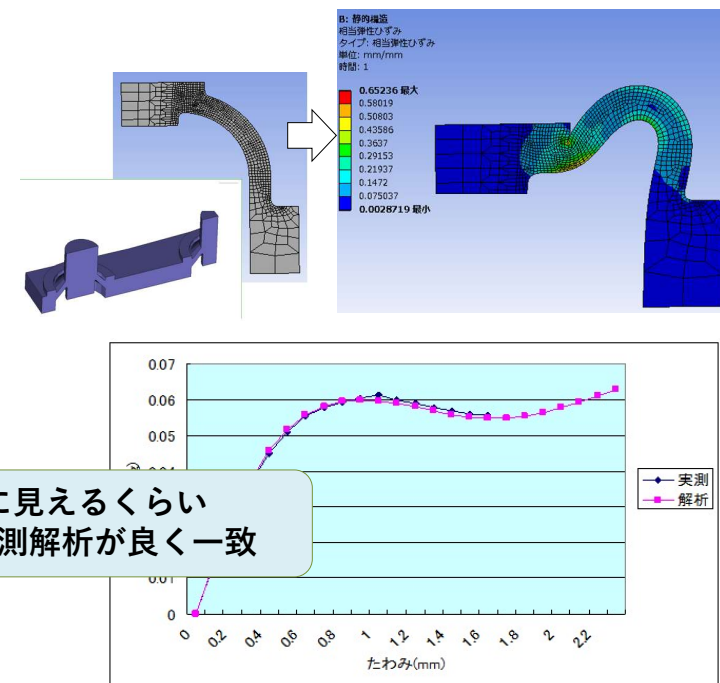 B: 静的構造
相当弾性ひずみ
タイプ: 相当弾性ひずみ
単位: mm/mm
時間: 1
0.65236 最大
0.58019
0.50803
0.43586
0.3637
0.29153
0.21937
0.1472
0.075037
0.0028719 最小
0.07
0.06
0.05
に見えるくらい
測解析が良く一致
0.01
0
0 0.2 0.4 0.6 0.8 1 1.2 1.4 1.6 1.8 2 2.2
たわみ(mm)
実測
解析